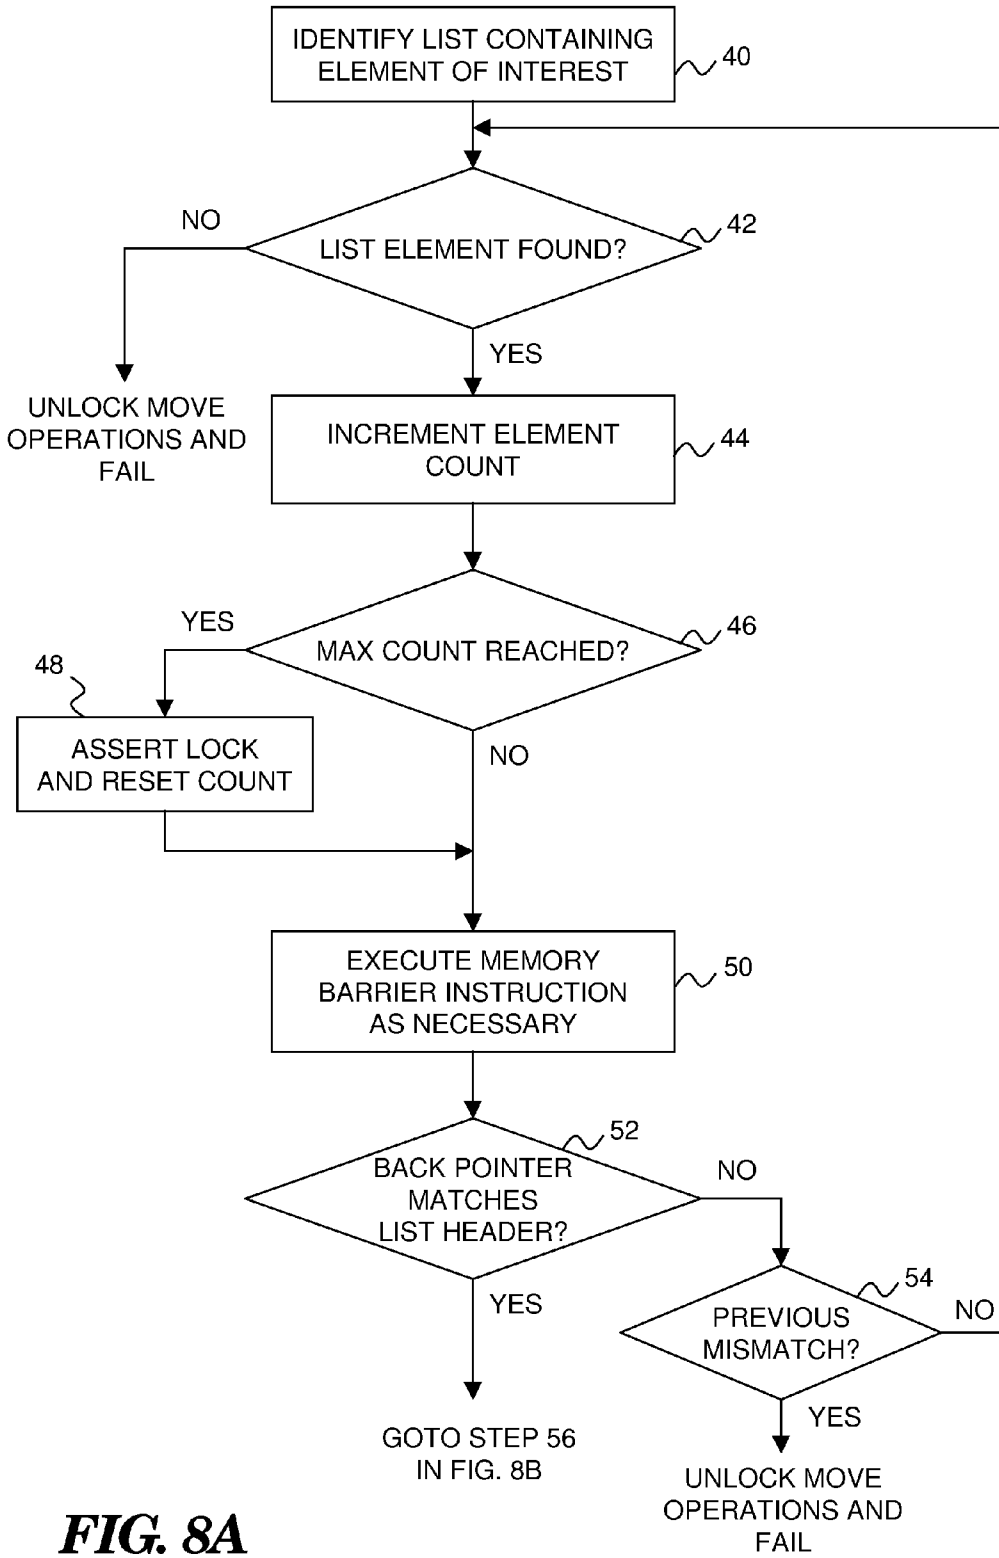 IDENTIFY LIST CONTAINING
ELEMENT OF INTEREST
40
NO
LIST ELEMENT FOUND?
42
YES
UNLOCK MOVE
OPERATIONS AND
FAIL
INCREMENT ELEMENT
COUNT
44
YES
MAX COUNT REACHED?
46
48
ASSERT LOCK
AND RESET COUNT
NO
EXECUTE MEMORY
BARRIER INSTRUCTION
AS NECESSARY
50
52
BACK POINTER
MATCHES
LIST HEADER?
NO
YES
54
PREVIOUS
MISMATCH?
NO
YES
GOTO STEP 56
IN FIG. 8B
UNLOCK MOVE
OPERATIONS AND
FAIL
FIG. 8A